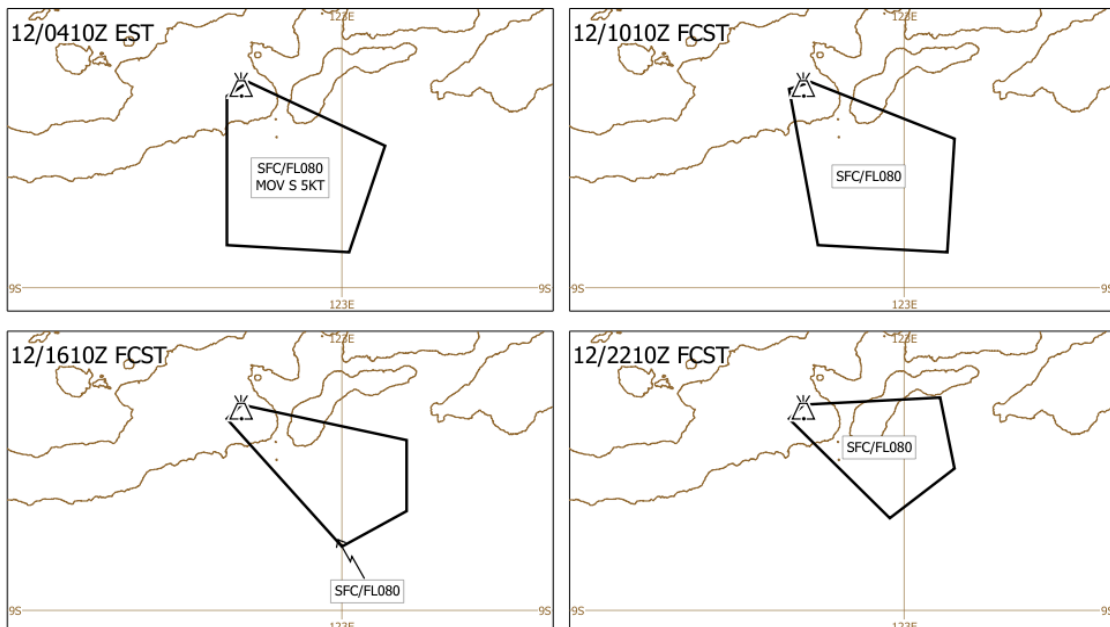 12/0410Z EST
123E
SFC/FL080
MOV S 5KT
9S
9S
123E
12/1010Z FCST
123E
SFC/FL080
9S
9S
123E
12/1610Z FCST
123E
SFC/FL080
9S
9S
123E
12/2210Z FCST
123E
SFC/FL080
9S
9S
123E